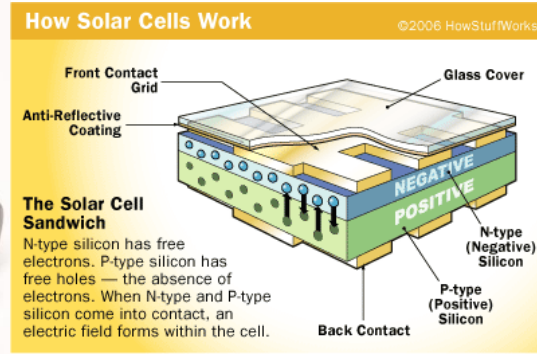 How Solar Cells Work
©2006 HowStuffWorks
Front Contact
Grid
Glass Cover
Anti-Reflective
Coating
NEGATIVE
POSITIVE
The Solar Cell
Sandwich
N-type silicon has free
electrons. P-type silicon has
free holes — the absence of
electrons. When N-type and P-type
silicon come into contact, an
electric field forms within the cell.
N-type
(Negative)
Silicon
P-type
(Positive)
Silicon
Back Contact